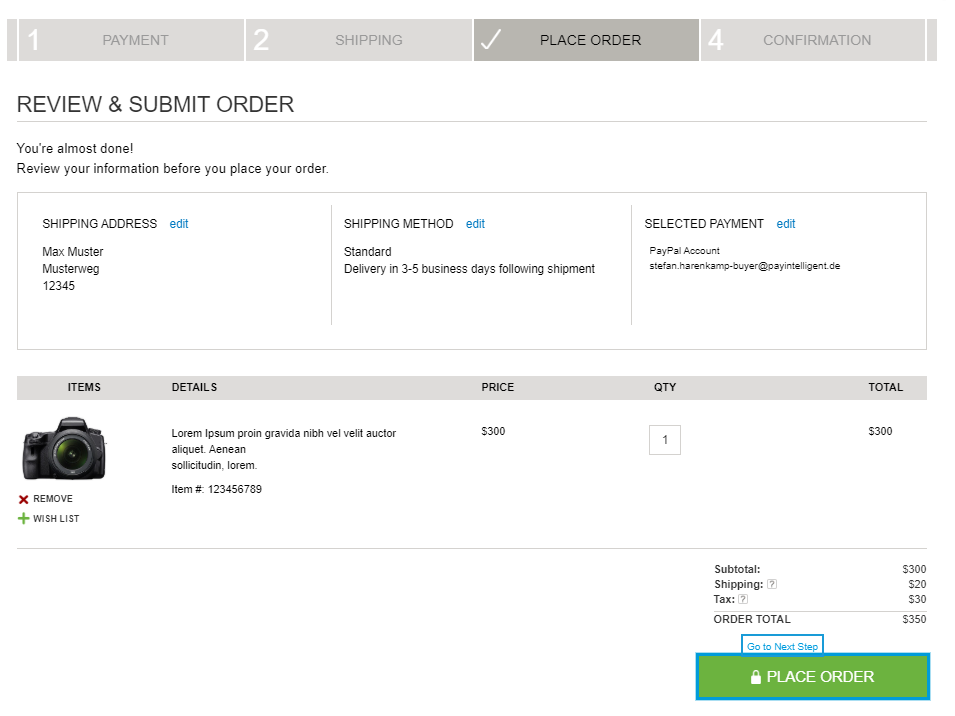 1 PAYMENT 2 SHIPPING PLACE ORDER 4 CONFIRMATION
REVIEW & SUBMIT ORDER
You're almost done!
Review your information before you place your order.
SHIPPING ADDRESS edit
Max Muster
Musterweg
12345
SHIPPING METHOD edit
Standard
Delivery in 3-5 business days following shipment
SELECTED PAYMENT edit
PayPal Account
stefan.harenkamp-buyer@payintelligent.de
ITEMS DETAILS PRICE QTY TOTAL
Lorem Ipsum proin gravida nibh vel velit auctor $300 1 $300
aliquet. Aenean
sollicitudin, lorem.
Item #: 123456789
REMOVE
WISH LIST
Subtotal: $300
Shipping: ? $20
Tax: ? $30
ORDER TOTAL $350
Go to Next Step
PLACE ORDER